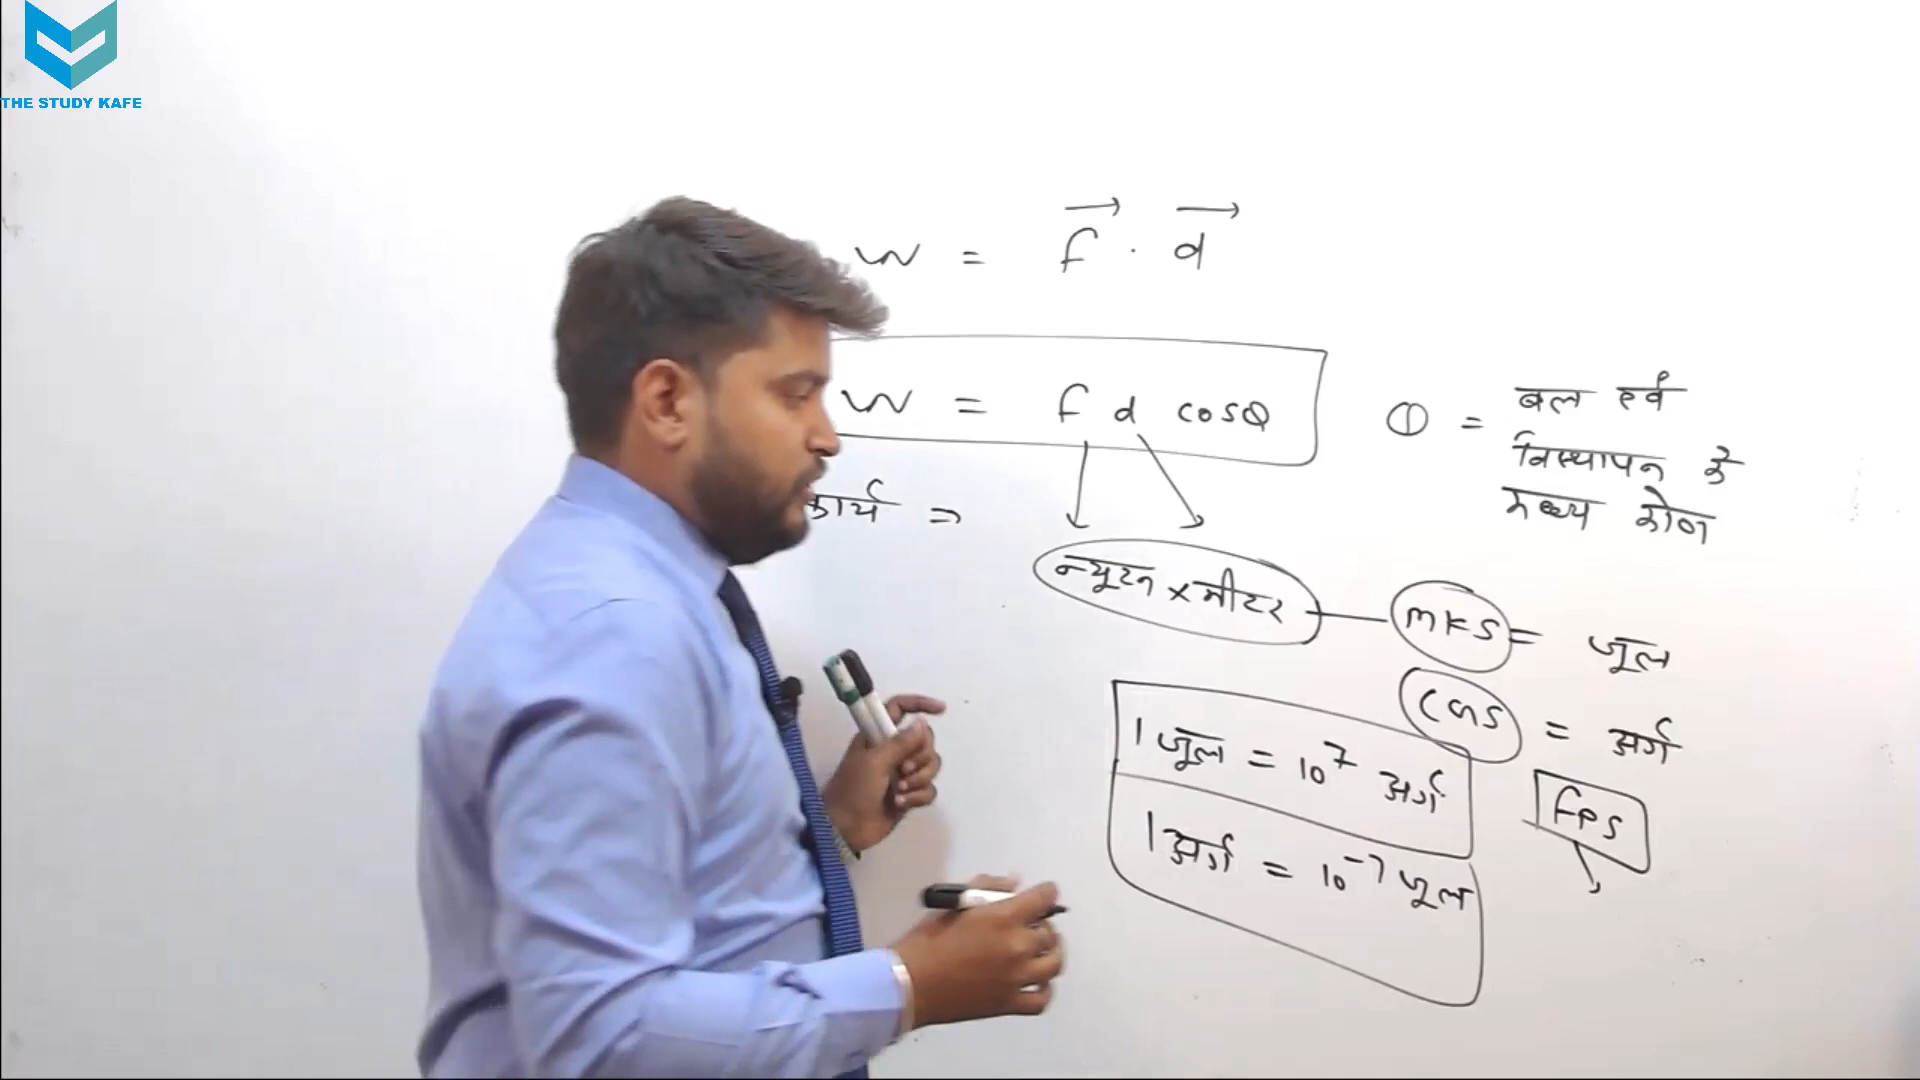 THE STUDY KAFE
W = f . d
W = f d cosθ
θ = बल एवं
विस्थापन के
मध्य कोण
कार्य =
न्यूटन x मीटर — MKS = जूल
CGS = अर्ग
1 जूल = 10⁷ अर्ग
FPS
1 अर्ग = 10⁻⁷ जूल